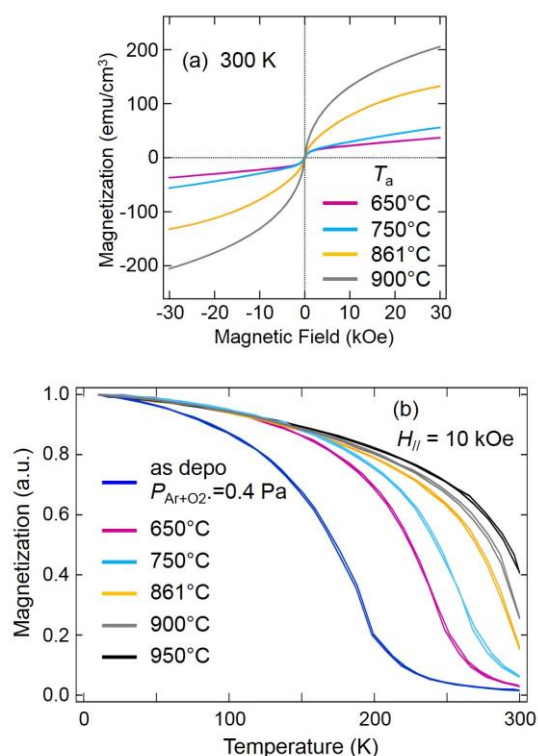 (a) 300 K
Magnetization (emu/cm³)
200
100
0
-100
-200
Tₐ
650°C
750°C
861°C
900°C
-30 -20 -10 0 10 20 30
Magnetic Field (kOe)
(b)
H// = 10 kOe
Magnetization (a.u.)
1.0
0.8
0.6
0.4
0.2
0.0
as depo
P_Ar+O2.=0.4 Pa
650°C
750°C
861°C
900°C
950°C
0 100 200 300
Temperature (K)